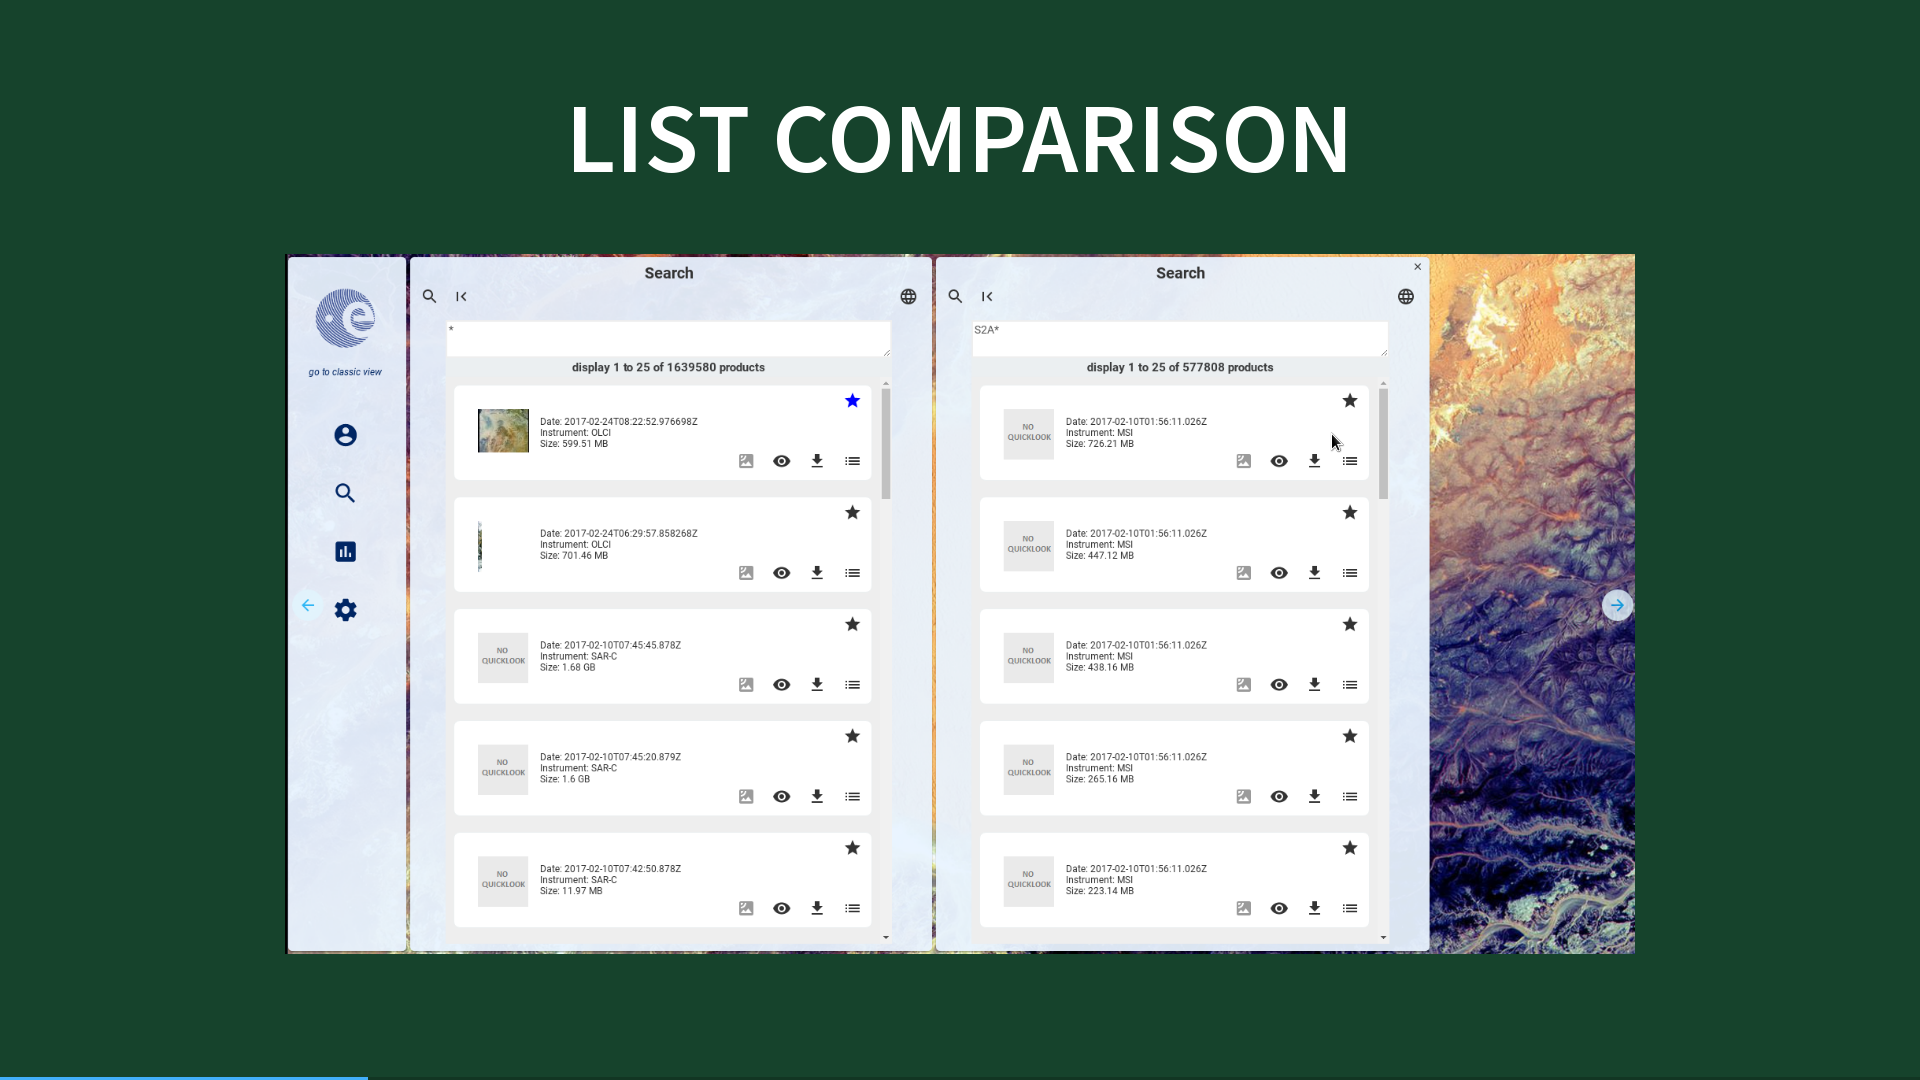 LIST COMPARISON
go to classic view
Search
*
display 1 to 25 of 1639580 products
Date: 2017-02-24T08:22:52.976698Z
Instrument: OLCI
Size: 599.51 MB
Date: 2017-02-24T06:29:57.858268Z
Instrument: OLCI
Size: 701.46 MB
NO
QUICKLOOK
Date: 2017-02-10T07:45:45.878Z
Instrument: SAR-C
Size: 1.68 GB
NO
QUICKLOOK
Date: 2017-02-10T07:45:20.879Z
Instrument: SAR-C
Size: 1.6 GB
NO
QUICKLOOK
Date: 2017-02-10T07:42:50.878Z
Instrument: SAR-C
Size: 11.97 MB
Search
S2A*
display 1 to 25 of 577808 products
NO
QUICKLOOK
Date: 2017-02-10T01:56:11.026Z
Instrument: MSI
Size: 726.21 MB
NO
QUICKLOOK
Date: 2017-02-10T01:56:11.026Z
Instrument: MSI
Size: 447.12 MB
NO
QUICKLOOK
Date: 2017-02-10T01:56:11.026Z
Instrument: MSI
Size: 438.16 MB
NO
QUICKLOOK
Date: 2017-02-10T01:56:11.026Z
Instrument: MSI
Size: 265.16 MB
NO
QUICKLOOK
Date: 2017-02-10T01:56:11.026Z
Instrument: MSI
Size: 223.14 MB